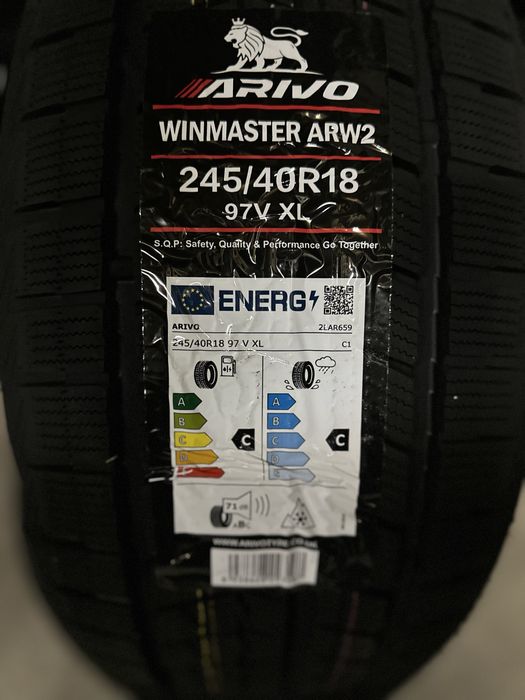 ARIVO
WINMASTER ARW2
245/40R18
97V XL
S.Q.P: Safety, Quality & Performance Go Together
ENERG
ARIVO 2LAR659
245/40R18 97 V XL C1
A A
B B
C C C C
D D
E
71 dB
ABC